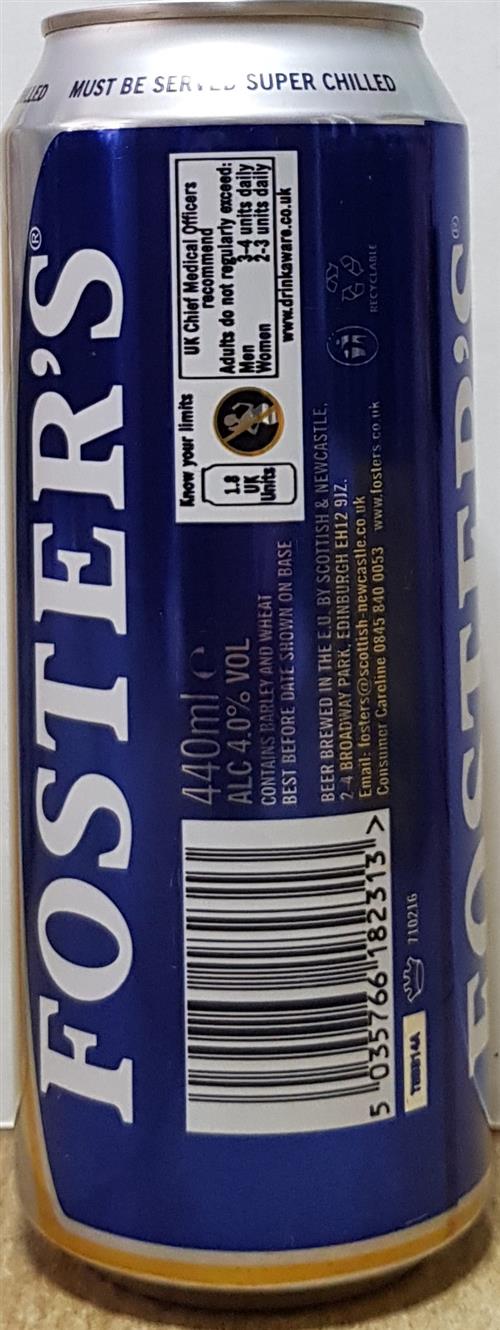 MUST BE SERVED SUPER CHILLED
FOSTER'S®
Know your limits
1.8
UK
Units
UK Chief Medical Officers
recommend
Adults do not regularly exceed:
Men 3-4 units daily
Women 2-3 units daily
www.drinkaware.co.uk
440ml e
ALC 4.0% VOL
CONTAINS BARLEY AND WHEAT
BEST BEFORE DATE SHOWN ON BASE
BEER BREWED IN THE E.U. BY SCOTTISH & NEWCASTLE,
2-4 BROADWAY PARK, EDINBURGH EH12 9JZ.
Email: fosters@scottish-newcastle.co.uk
Consumer Careline 0845 840 0053 www.fosters.co.uk
RECYCLABLE
5 035766 182313 >
710216
FOSTER'S®